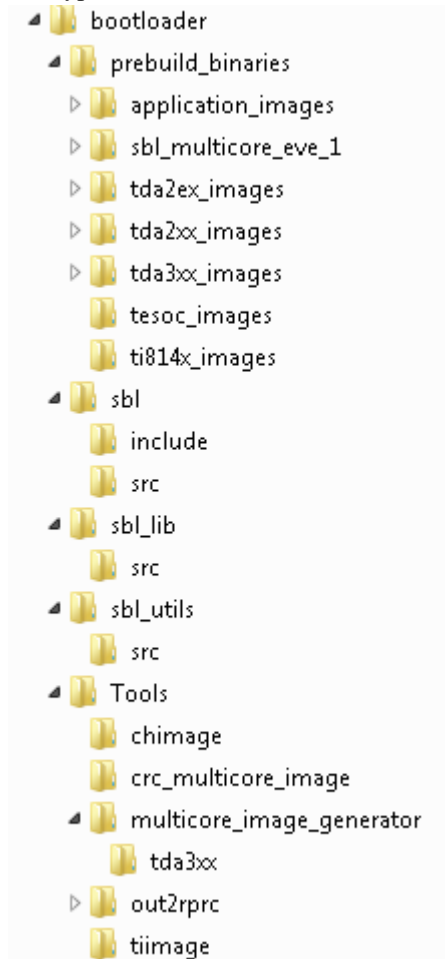 bootloader
prebuild_binaries
application_images
sbl_multicore_eve_1
tda2ex_images
tda2xx_images
tda3xx_images
tesoc_images
ti814x_images
sbl
include
src
sbl_lib
src
sbl_utils
src
Tools
chimage
crc_multicore_image
multicore_image_generator
tda3xx
out2rprc
tiimage